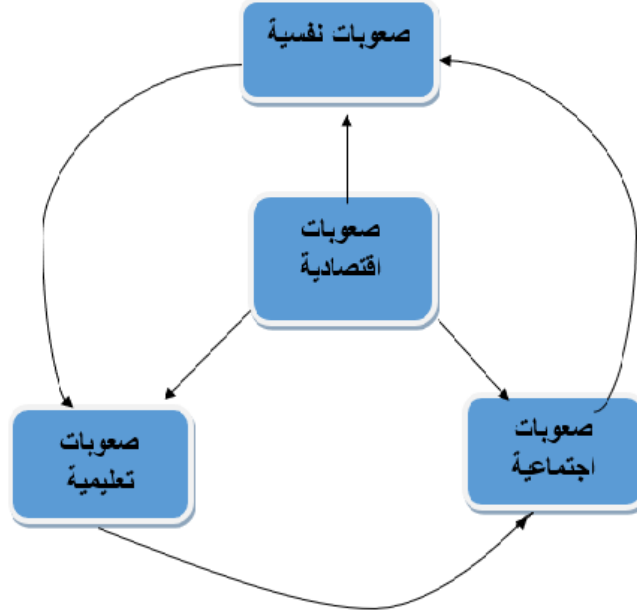 صعوبات نفسية
صعوبات
اقتصادية
صعوبات
اجتماعية
صعوبات
تعليمية